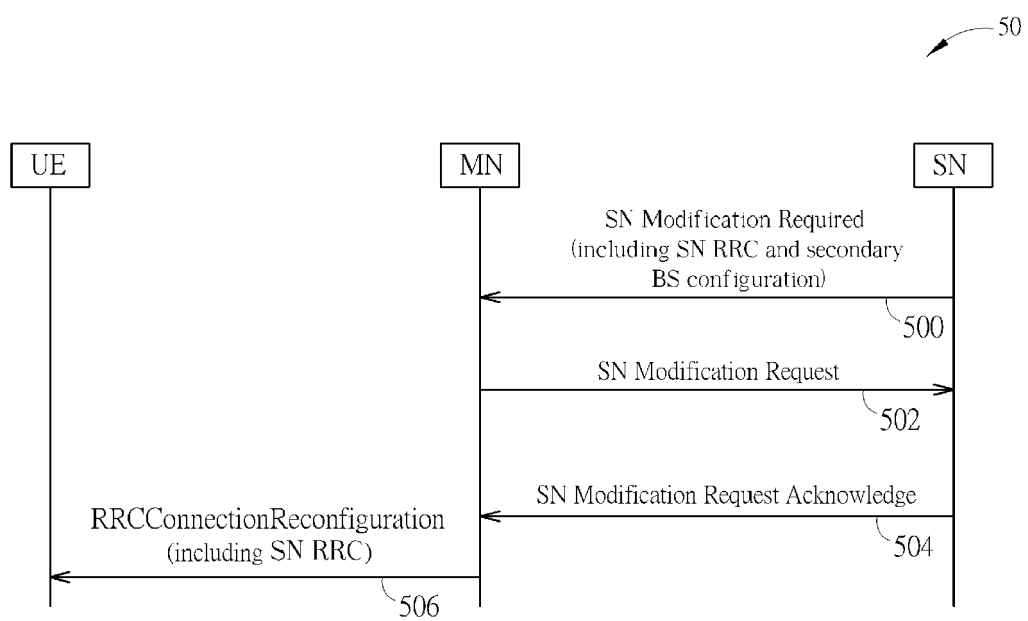 50
UE
MN
SN
SN Modification Required
(including SN RRC and secondary
BS configuration)
500
SN Modification Request
502
SN Modification Request Acknowledge
504
RRCConnectionReconfiguration
(including SN RRC)
506